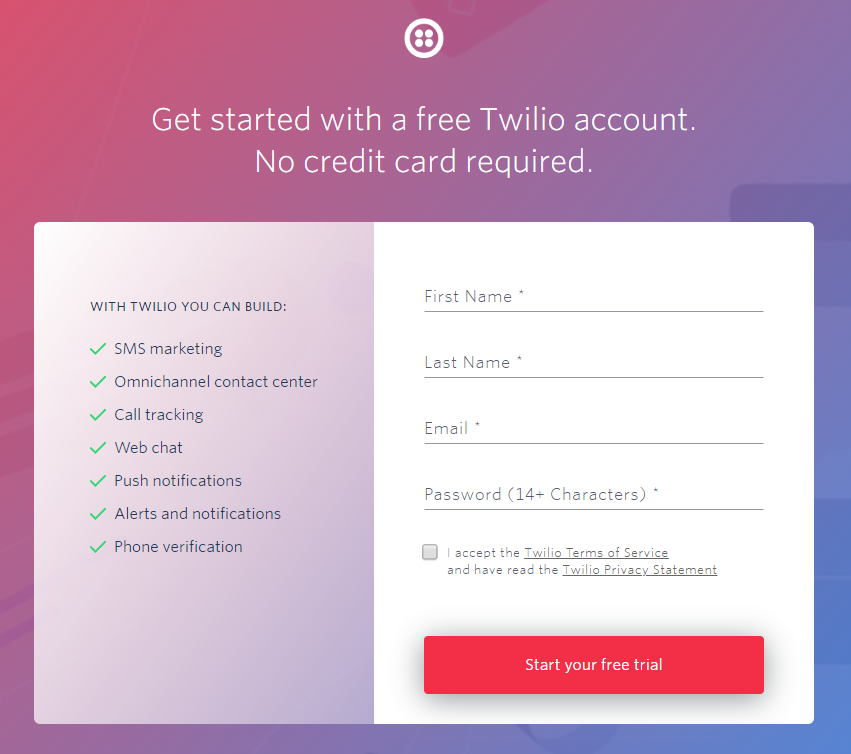 Get started with a free Twilio account.
No credit card required.
WITH TWILIO YOU CAN BUILD:
SMS marketing
Omnichannel contact center
Call tracking
Web chat
Push notifications
Alerts and notifications
Phone verification
First Name *
Last Name *
Email *
Password (14+ Characters) *
I accept the Twilio Terms of Service
and have read the Twilio Privacy Statement
Start your free trial